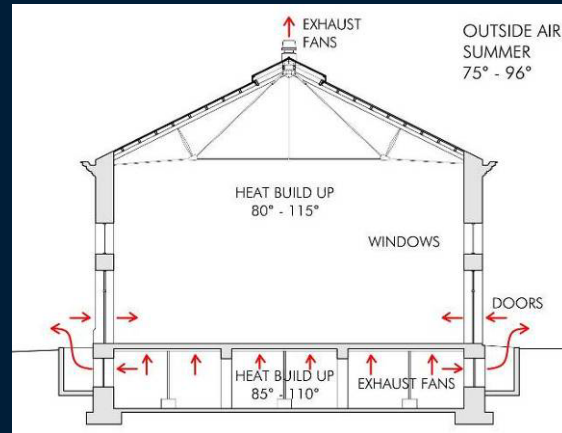 EXHAUST
FANS
OUTSIDE AIR
SUMMER
75° - 96°
HEAT BUILD UP
80° - 115°
WINDOWS
DOORS
HEAT BUILD UP
85° - 110°
EXHAUST FANS